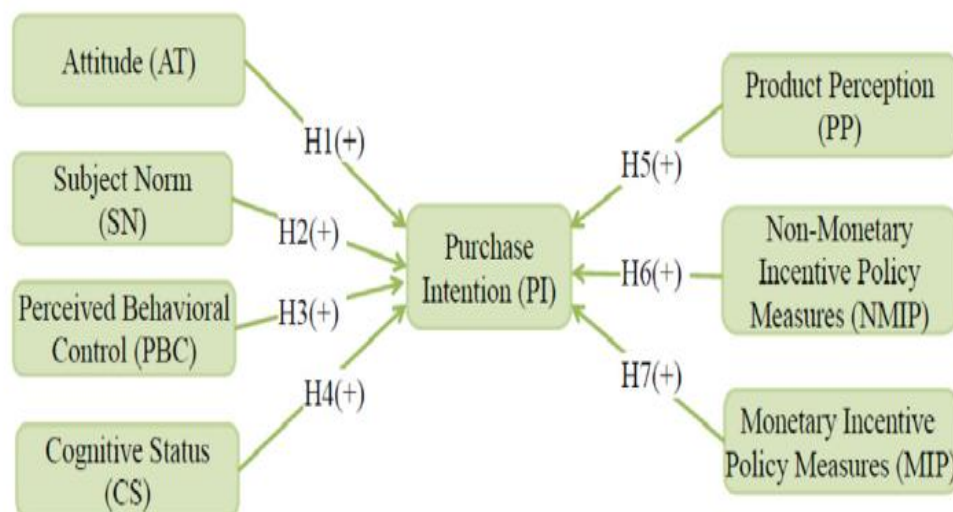 Attitude (AT)
H1(+)
Subject Norm
(SN)
H2(+)
Perceived Behavioral
Control (PBC)
H3(+)
Cognitive Status
(CS)
H4(+)
Purchase
Intention (PI)
Product Perception
(PP)
H5(+)
Non-Monetary
Incentive Policy
Measures (NMIP)
H6(+)
Monetary Incentive
Policy Measures (MIP)
H7(+)